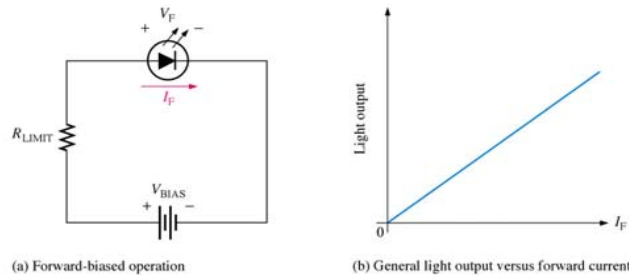 + V_F −
I_F
R_LIMIT
V_BIAS
+ −
(a) Forward-biased operation
Light output
0
I_F
(b) General light output versus forward current